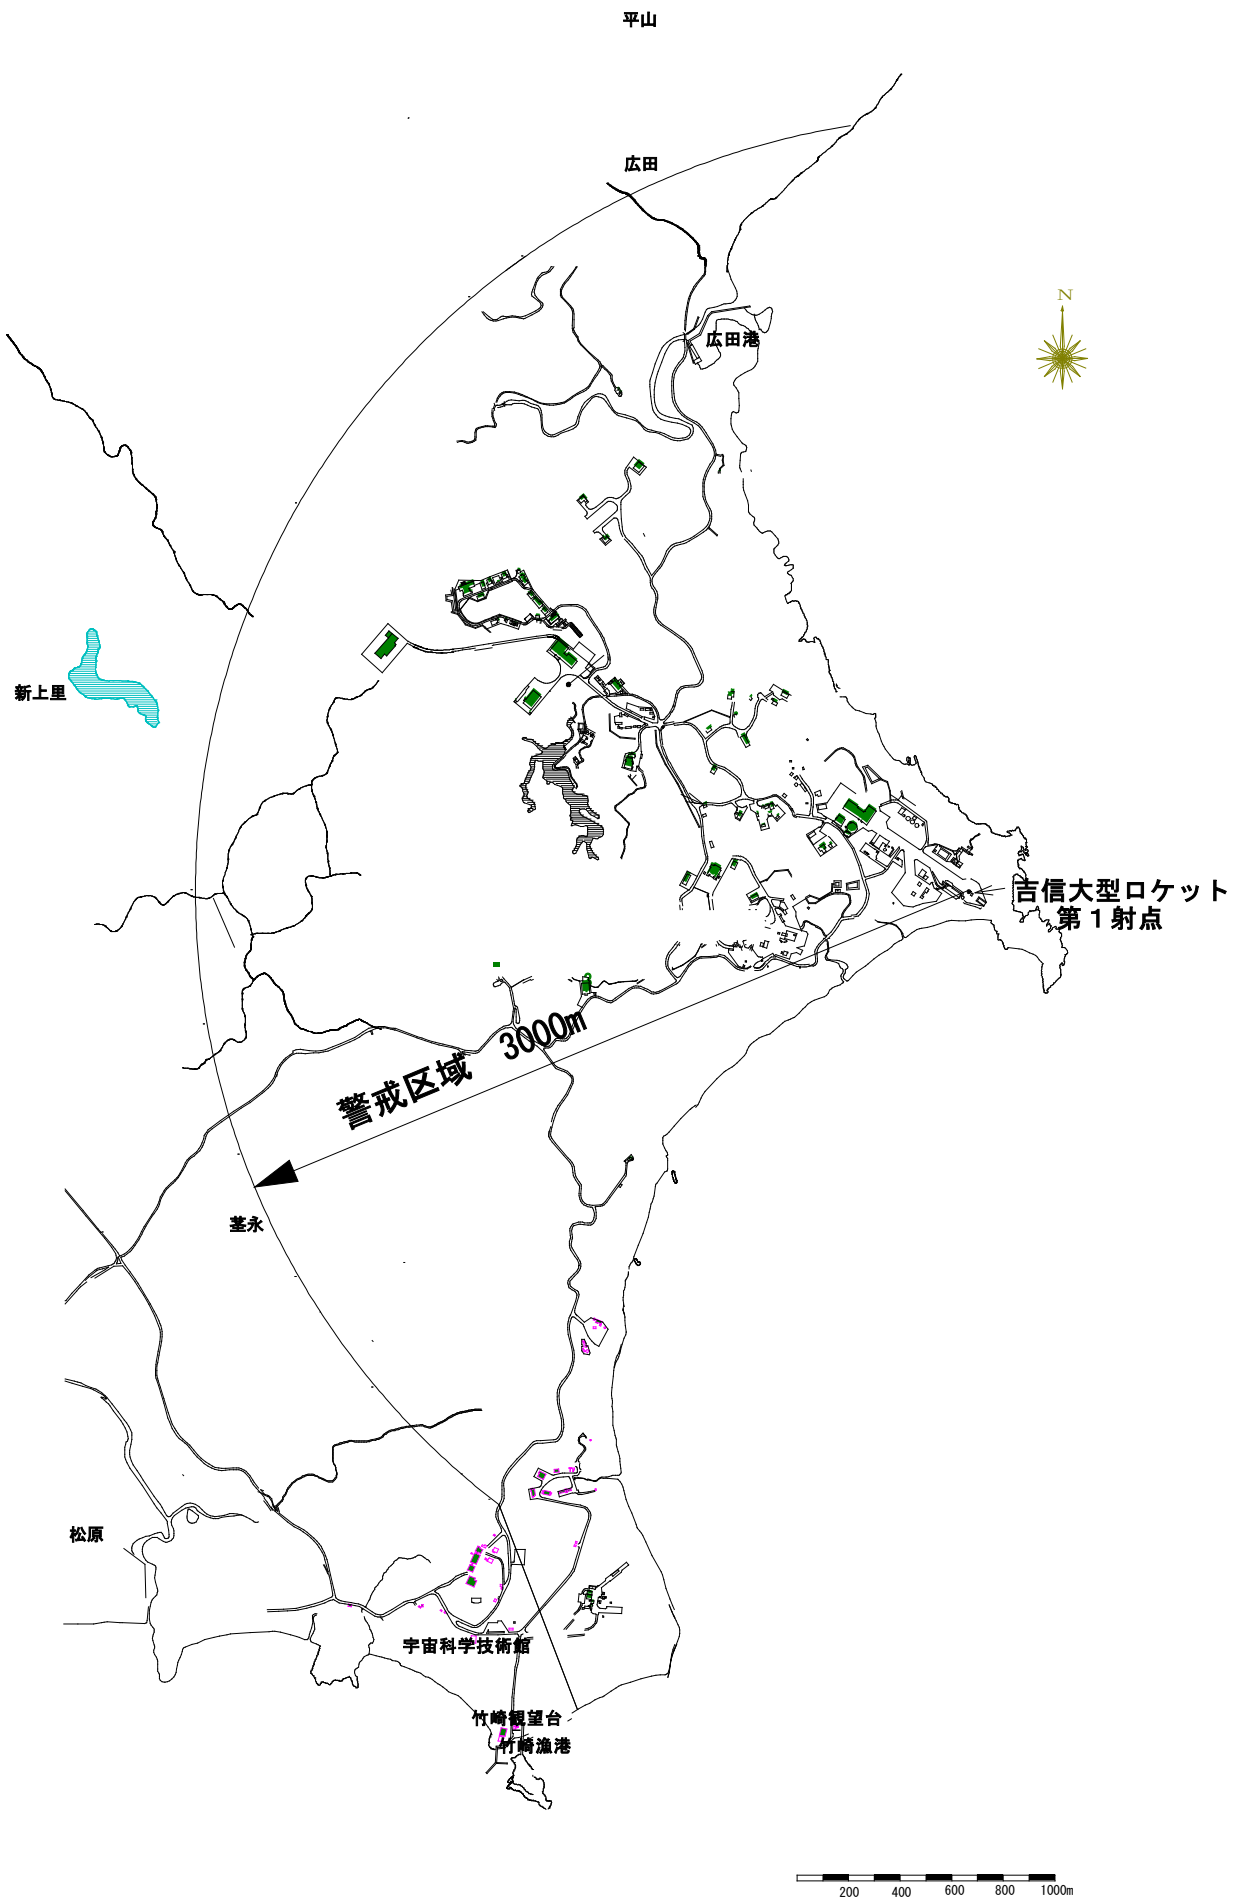 平山
広田
N
広田港
新上里
吉信大型ロケット
第１射点
警戒区域 3000m
茎永
松原
宇宙科学技術館
竹崎観望台
竹崎漁港
200 400 600 800 1000m